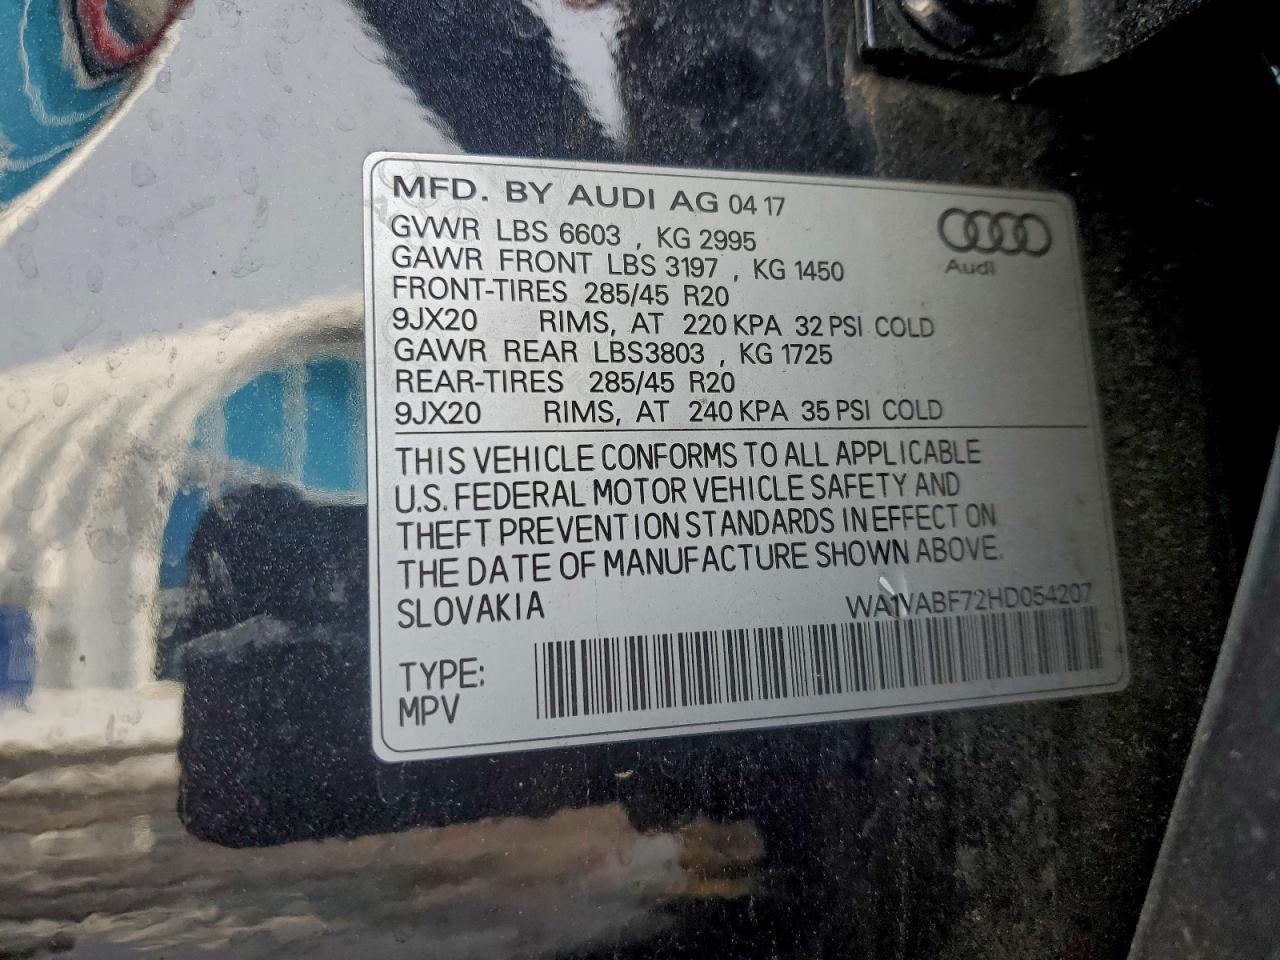 MFD. BY AUDI AG 04 17
GVWR LBS 6603 , KG 2995
GAWR FRONT LBS 3197 , KG 1450
FRONT-TIRES 285/45 R20
9JX20 RIMS, AT 220 KPA 32 PSI COLD
GAWR REAR LBS3803 , KG 1725
REAR-TIRES 285/45 R20
9JX20 RIMS, AT 240 KPA 35 PSI COLD
Audi
THIS VEHICLE CONFORMS TO ALL APPLICABLE
U.S. FEDERAL MOTOR VEHICLE SAFETY AND
THEFT PREVENTION STANDARDS IN EFFECT ON
THE DATE OF MANUFACTURE SHOWN ABOVE.
SLOVAKIA WA1VABF72HD054207
TYPE:
MPV